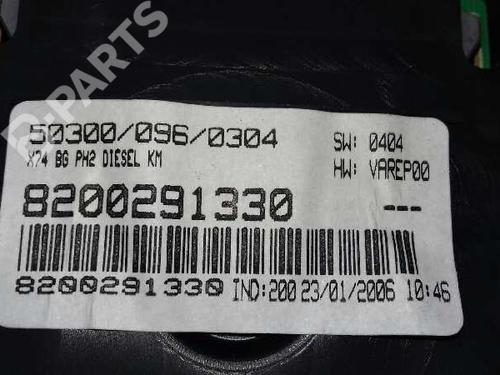 B-PARTS
50300/096/0304
X74 BG PH2 DIESEL KM
SW: 0404
HW: VAREP00
8200291330 ---
8200291330 IND:200 23/01/2006 10:46